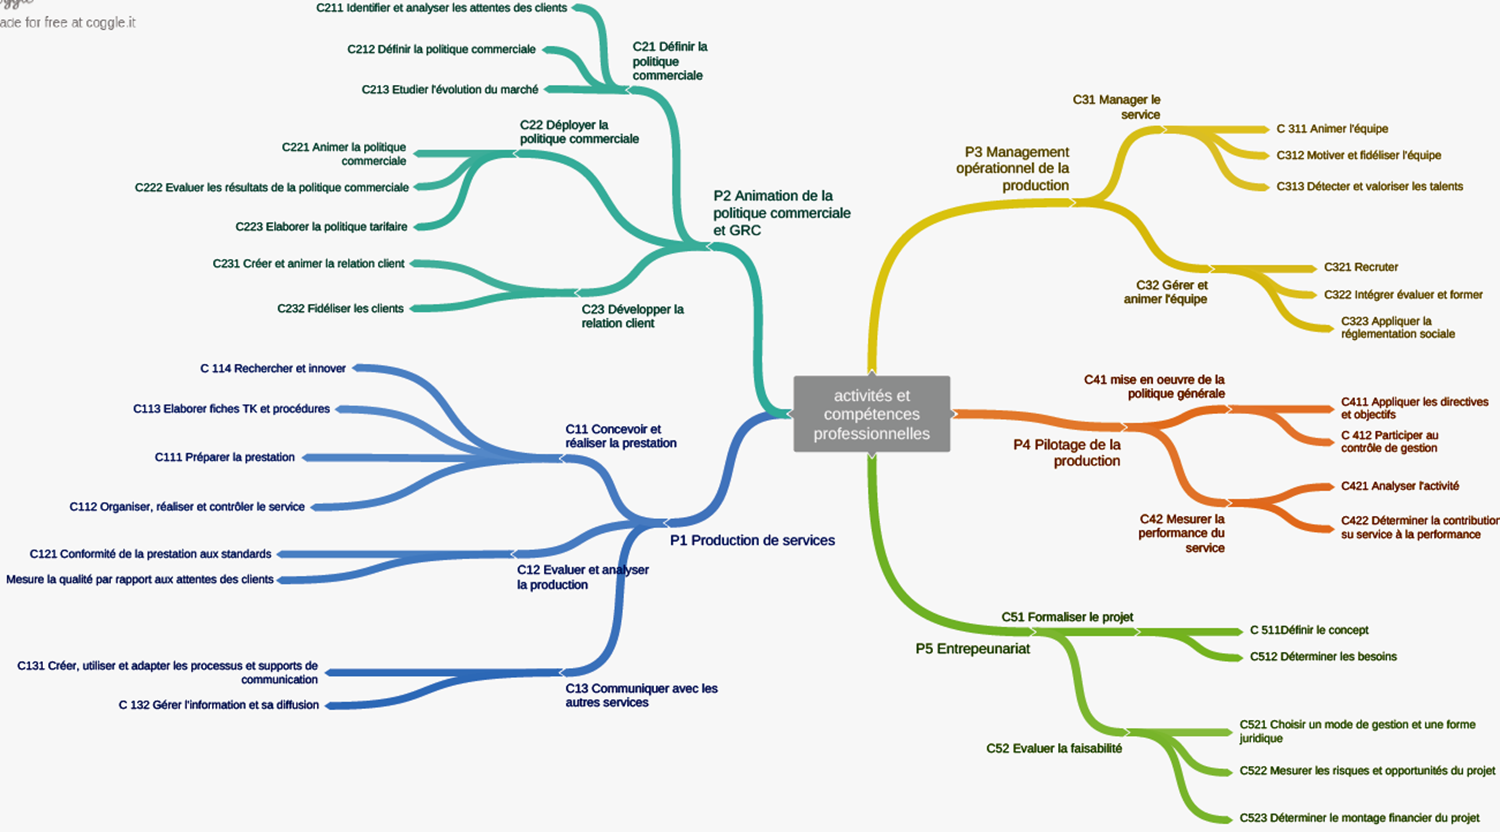 ade for free at coggle.it
C211 Identifier et analyser les attentes des clients
C212 Définir la politique commerciale
C213 Etudier l'évolution du marché
C21 Définir la
politique
commerciale
C22 Déployer la
politique commerciale
C221 Animer la politique
commerciale
C222 Evaluer les résultats de la politique commerciale
C223 Elaborer la politique tarifaire
C231 Créer et animer la relation client
C232 Fidéliser les clients
C23 Développer la
relation client
P2 Animation de la
politique commerciale
et GRC
C 114 Rechercher et innover
C113 Elaborer fiches TK et procédures
C111 Préparer la prestation
C112 Organiser, réaliser et contrôler le service
C11 Concevoir et
réaliser la prestation
C121 Conformité de la prestation aux standards
Mesure la qualité par rapport aux attentes des clients
C12 Evaluer et analyser
la production
P1 Production de services
C131 Créer, utiliser et adapter les processus et supports de
communication
C 132 Gérer l'information et sa diffusion
C13 Communiquer avec les
autres services
activités et
compétences
professionnelles
P3 Management
opérationnel de la
production
C31 Manager le
service
C 311 Animer l'équipe
C312 Motiver et fidéliser l'équipe
C313 Détecter et valoriser les talents
C32 Gérer et
animer l'équipe
C321 Recruter
C322 Intégrer évaluer et former
C323 Appliquer la
réglementation sociale
C41 mise en oeuvre de la
politique générale
C411 Appliquer les directives
et objectifs
C 412 Participer au
contrôle de gestion
P4 Pilotage de la
production
C42 Mesurer la
performance du
service
C421 Analyser l'activité
C422 Déterminer la contribution
su service à la performance
C51 Formaliser le projet
P5 Entrepeunariat
C 511Définir le concept
C512 Déterminer les besoins
C52 Evaluer la faisabilité
C521 Choisir un mode de gestion et une forme
juridique
C522 Mesurer les risques et opportunités du projet
C523 Déterminer le montage financier du projet